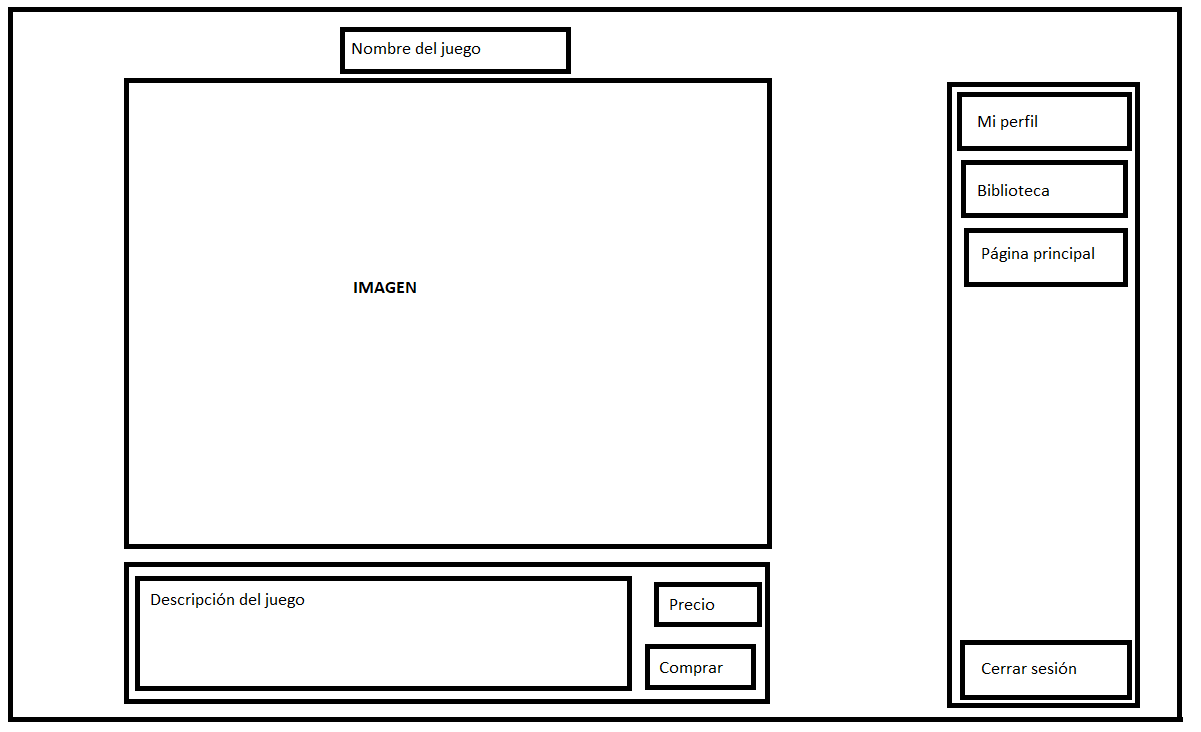 Nombre del juego
IMAGEN
Descripción del juego
Precio
Comprar
Mi perfil
Biblioteca
Página principal
Cerrar sesión